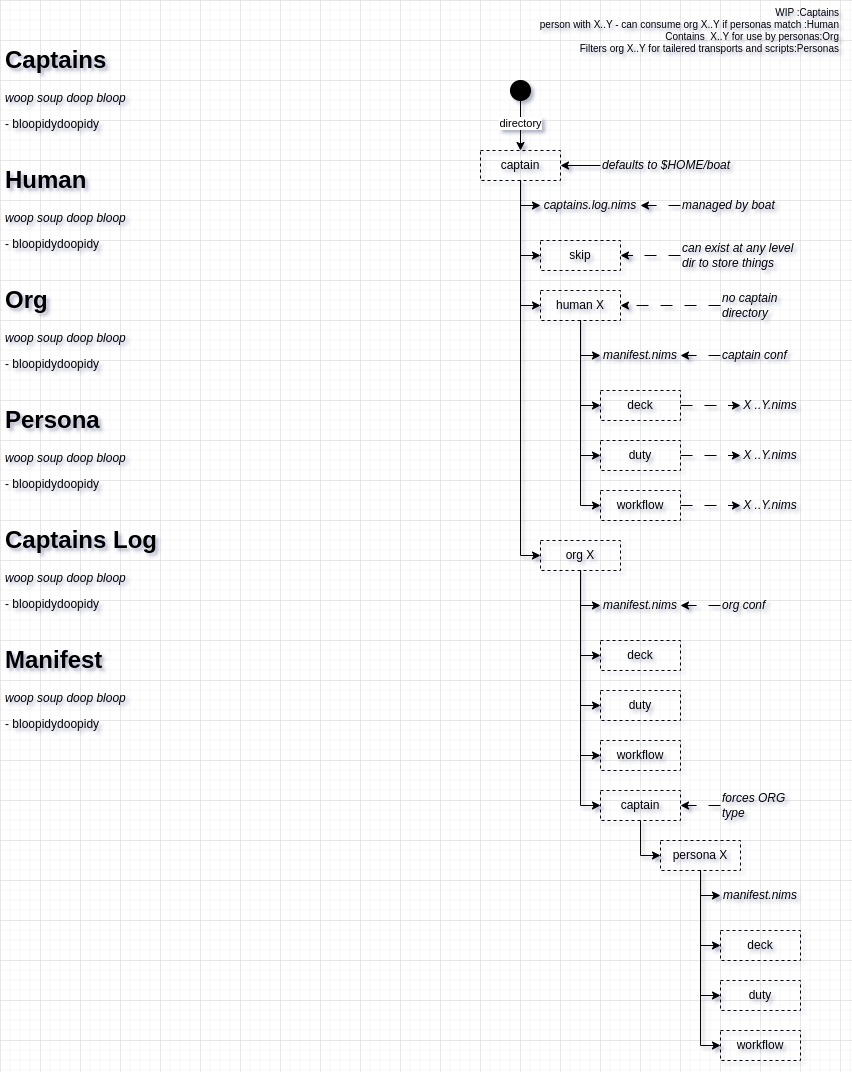 WIP :Captains
person with X..Y - can consume org X..Y if personas match :Human
Contains  X..Y for use by personas:Org
Filters org X..Y for tailered transports and scripts:Personas
Captains
woop soup doop bloop
- bloopidydoopidy
Human
woop soup doop bloop
- bloopidydoopidy
Org
woop soup doop bloop
- bloopidydoopidy
Persona
woop soup doop bloop
- bloopidydoopidy
Captains Log
woop soup doop bloop
- bloopidydoopidy
Manifest
woop soup doop bloop
- bloopidydoopidy
directory
captain
defaults to $HOME/boat
captains.log.nims
managed by boat
skip
can exist at any level
dir to store things
human X
no captain
directory
manifest.nims
captain conf
deck
X ..Y.nims
duty
X ..Y.nims
workflow
X ..Y.nims
org X
manifest.nims
org conf
deck
duty
workflow
captain
forces ORG
type
persona X
manifest.nims
deck
duty
workflow